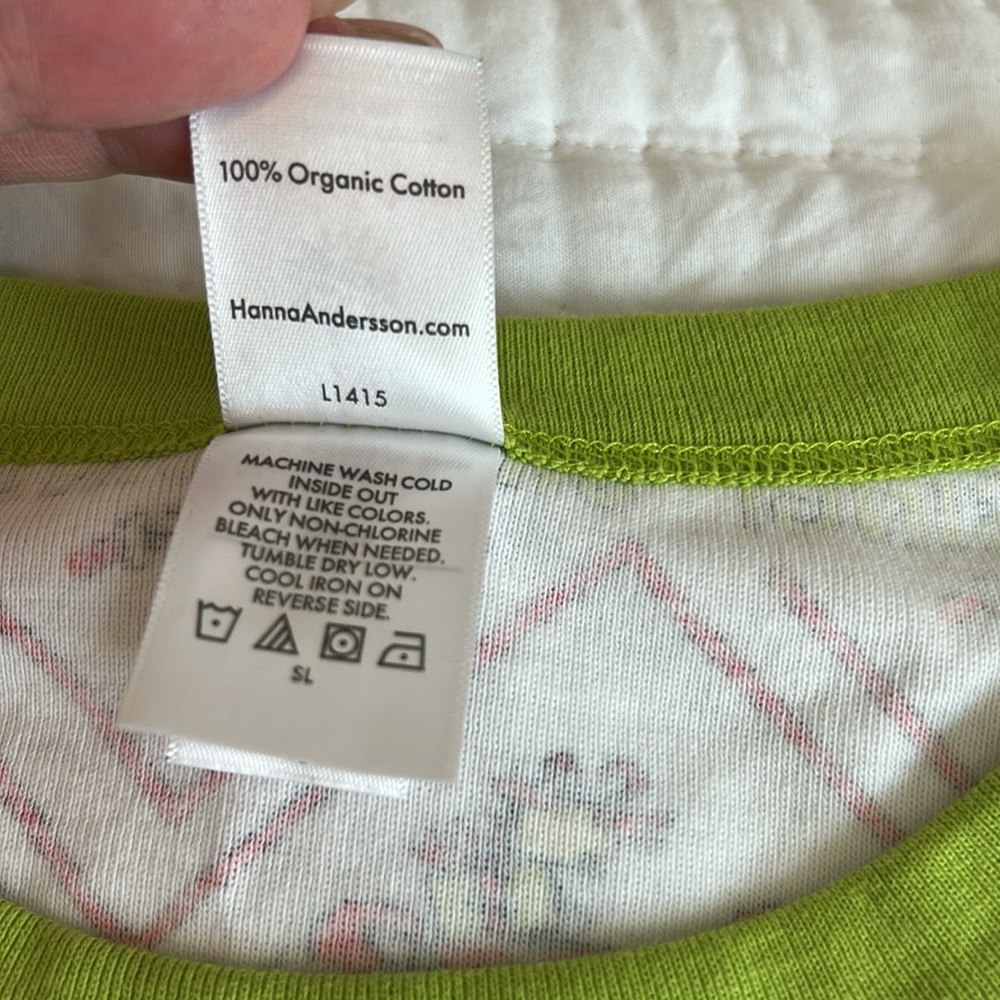 100% Organic Cotton
HannaAndersson.com
L1415
MACHINE WASH COLD
INSIDE OUT
WITH LIKE COLORS.
ONLY NON-CHLORINE
BLEACH WHEN NEEDED.
TUMBLE DRY LOW.
COOL IRON ON
REVERSE SIDE.
SL